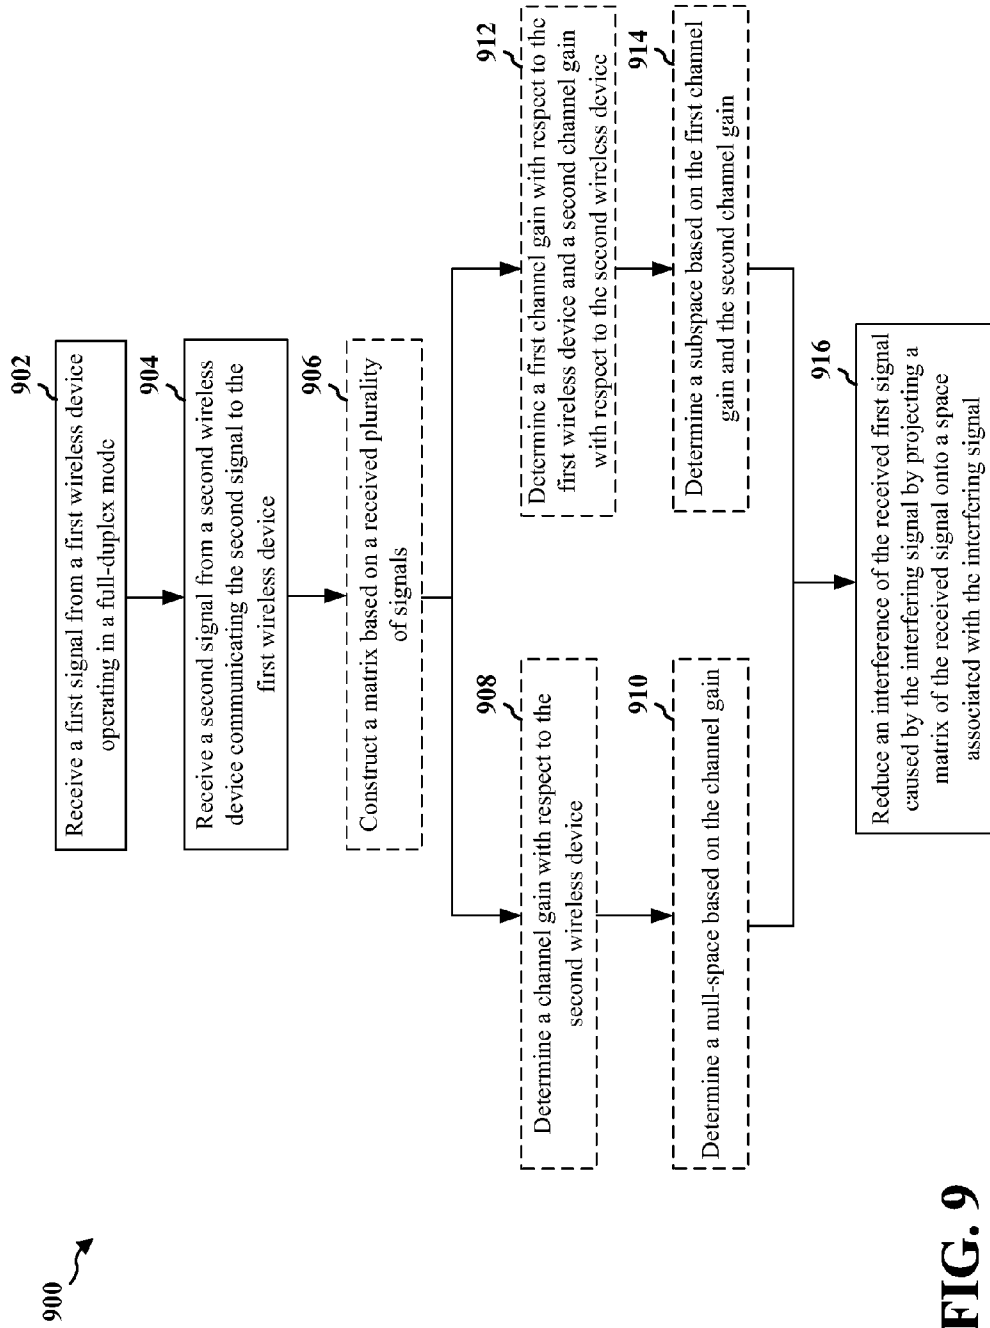 900
902
Receive a first signal from a first wireless device
operating in a full-duplex mode
904
Receive a second signal from a second wireless
device communicating the second signal to the
first wireless device
906
Construct a matrix based on a received plurality
of signals
908
Determine a channel gain with respect to the
second wireless device
910
Determine a null-space based on the channel gain
912
Determine a first channel gain with respect to the
first wireless device and a second channel gain
with respect to the second wireless device
914
Determine a subspace based on the first channel
gain and the second channel gain
916
Reduce an interference of the received first signal
caused by the interfering signal by projecting a
matrix of the received signal onto a space
associated with the interfering signal
FIG. 9